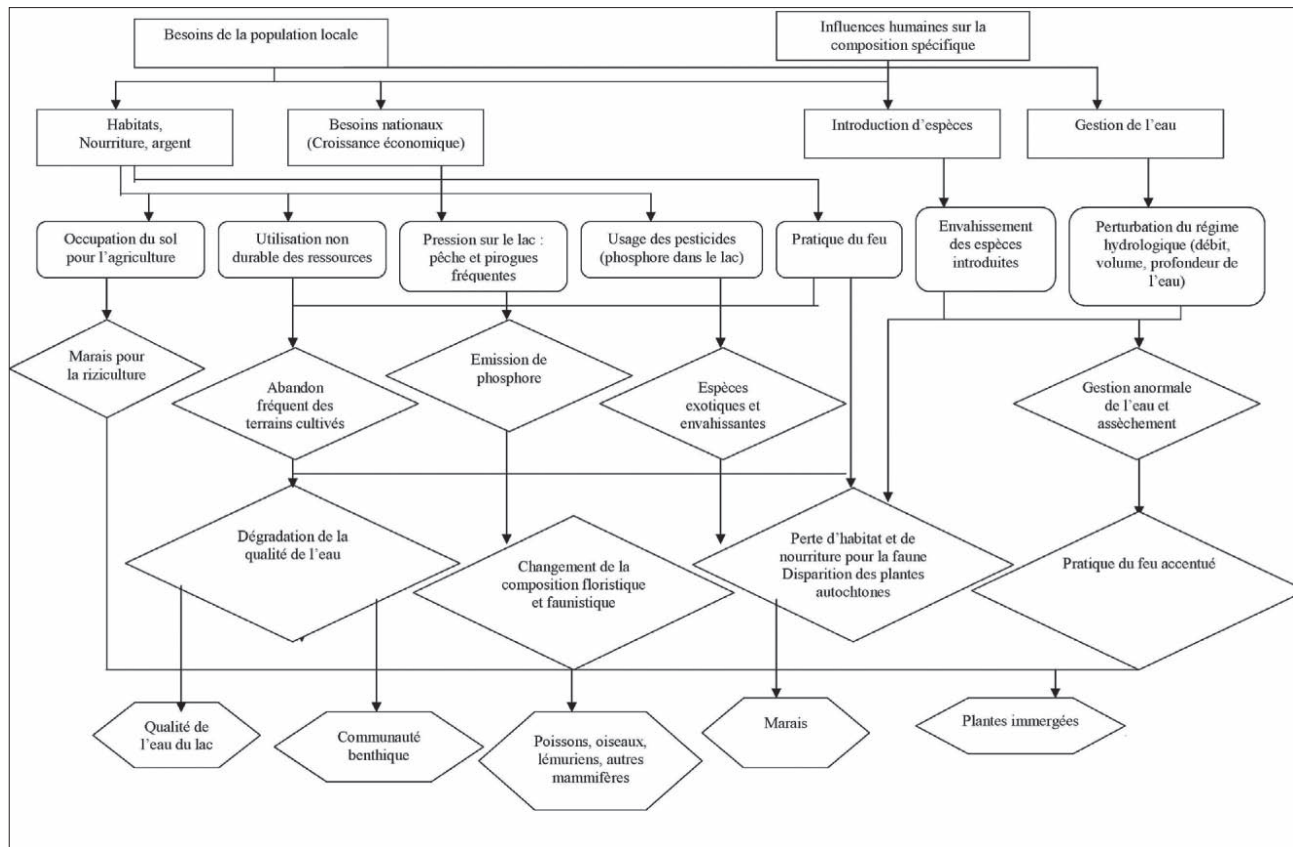 Besoins de la population locale
Influences humaines sur la
composition spécifique
Habitats,
Nourriture, argent
Besoins nationaux
(Croissance économique)
Introduction d'espèces
Gestion de l'eau
Occupation du sol
pour l'agriculture
Utilisation non
durable des ressources
Pression sur le lac :
pêche et pirogues
fréquentes
Usage des pesticides
(phosphore dans le lac)
Pratique du feu
Envahissement
des espèces
introduites
Perturbation du régime
hydrologique (débit,
volume, profondeur de
l'eau)
Marais pour
la riziculture
Abandon
fréquent des
terrains cultivés
Emission de
phosphore
Espèces
exotiques et
envahissantes
Gestion anormale
de l'eau et
assèchement
Dégradation de la
qualité de l'eau
Changement de la
composition floristique
et faunistique
Perte d'habitat et de
nourriture pour la faune
Disparition des plantes
autochtones
Pratique du feu accentué
Qualité de
l'eau du lac
Communauté
benthique
Poissons, oiseaux,
lémuriens, autres
mammifères
Marais
Plantes immergées